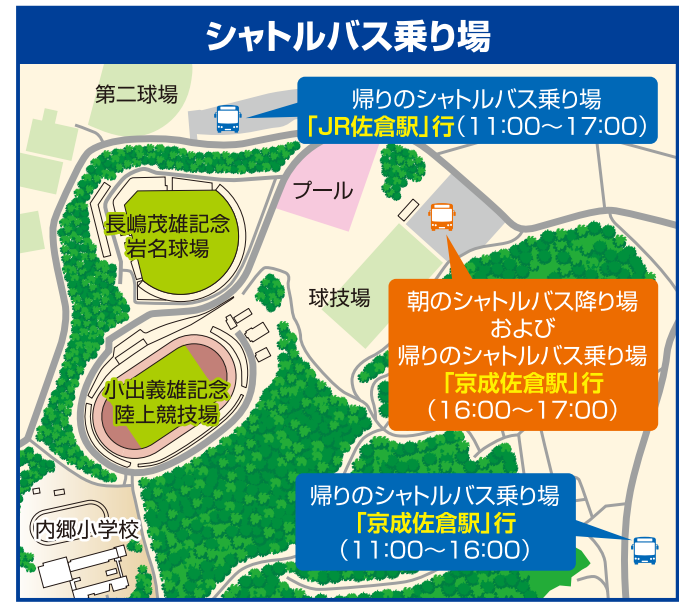 シャトルバス乗り場
第二球場
帰りのシャトルバス乗り場
「JR佐倉駅」行(11:00～17:00)
プール
長嶋茂雄記念
岩名球場
球技場
朝のシャトルバス降り場
および
帰りのシャトルバス乗り場
「京成佐倉駅」行
(16:00～17:00)
小出義雄記念
陸上競技場
帰りのシャトルバス乗り場
「京成佐倉駅」行
(11:00～16:00)
内郷小学校